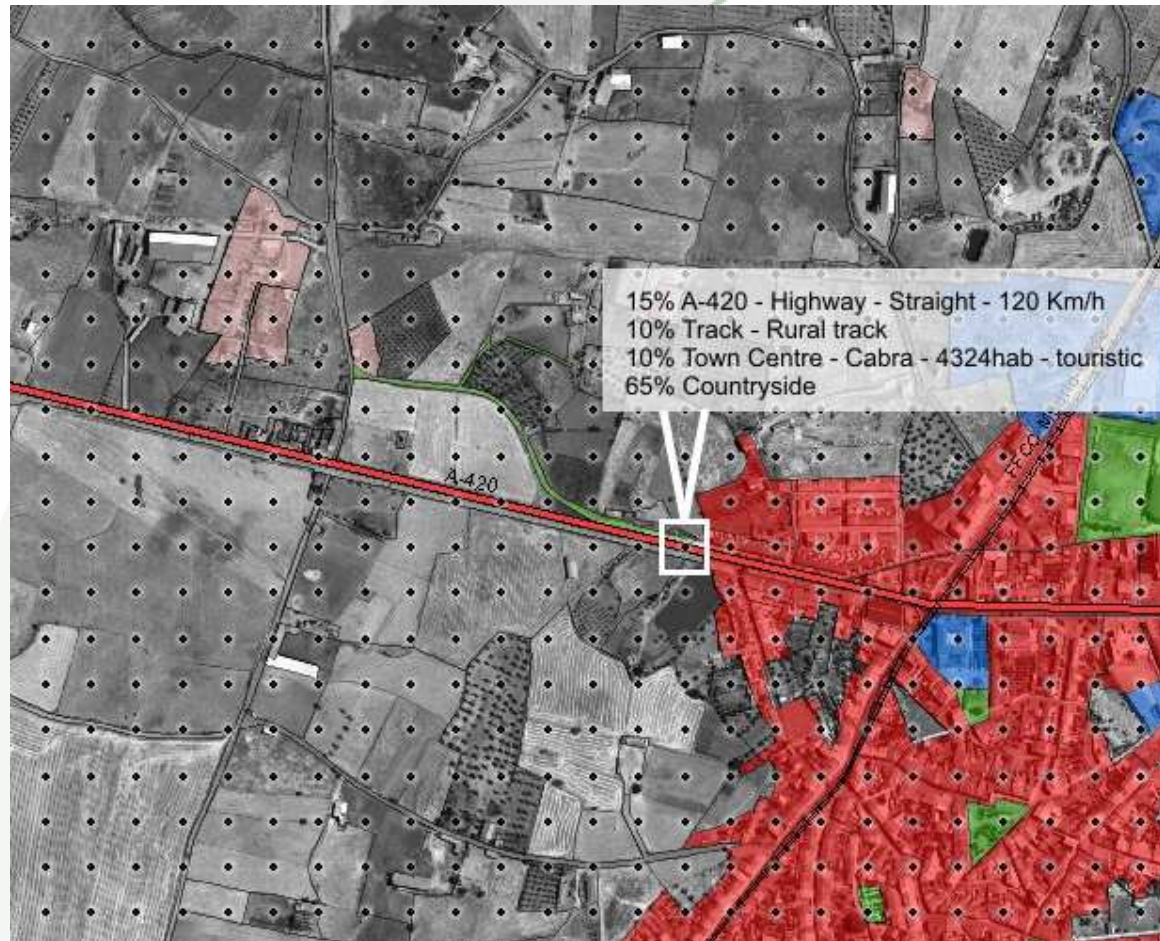 15% A-420 - Highway - Straight - 120 Km/h
10% Track - Rural track
10% Town Centre - Cabra - 4324hab - touristic
65% Countryside
A-420